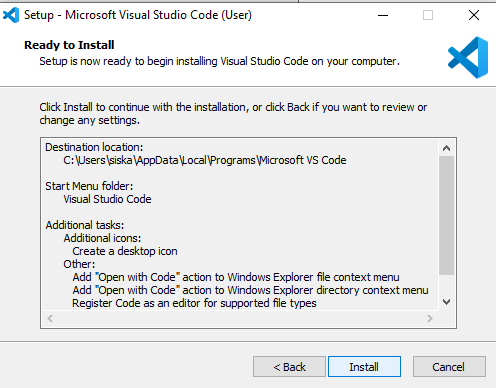 Setup - Microsoft Visual Studio Code (User)
Ready to Install
Setup is now ready to begin installing Visual Studio Code on your computer.
Click Install to continue with the installation, or click Back if you want to review or
change any settings.
Destination location:
C:\Users\siska\AppData\Local\Programs\Microsoft VS Code
Start Menu folder:
Visual Studio Code
Additional tasks:
Additional icons:
Create a desktop icon
Other:
Add "Open with Code" action to Windows Explorer file context menu
Add "Open with Code" action to Windows Explorer directory context menu
Register Code as an editor for supported file types
< Back
Install
Cancel